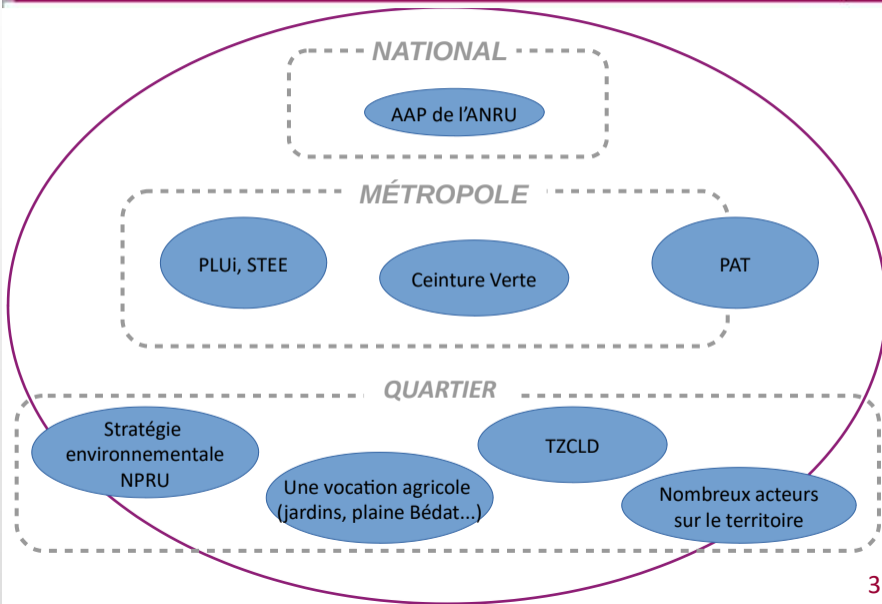 NATIONAL
AAP de l’ANRU
MÉTROPOLE
PLUi, STEE
Ceinture Verte
PAT
QUARTIER
Stratégie
environnementale
NPRU
Une vocation agricole
(jardins, plaine Bédat...)
TZCLD
Nombreux acteurs
sur le territoire
3